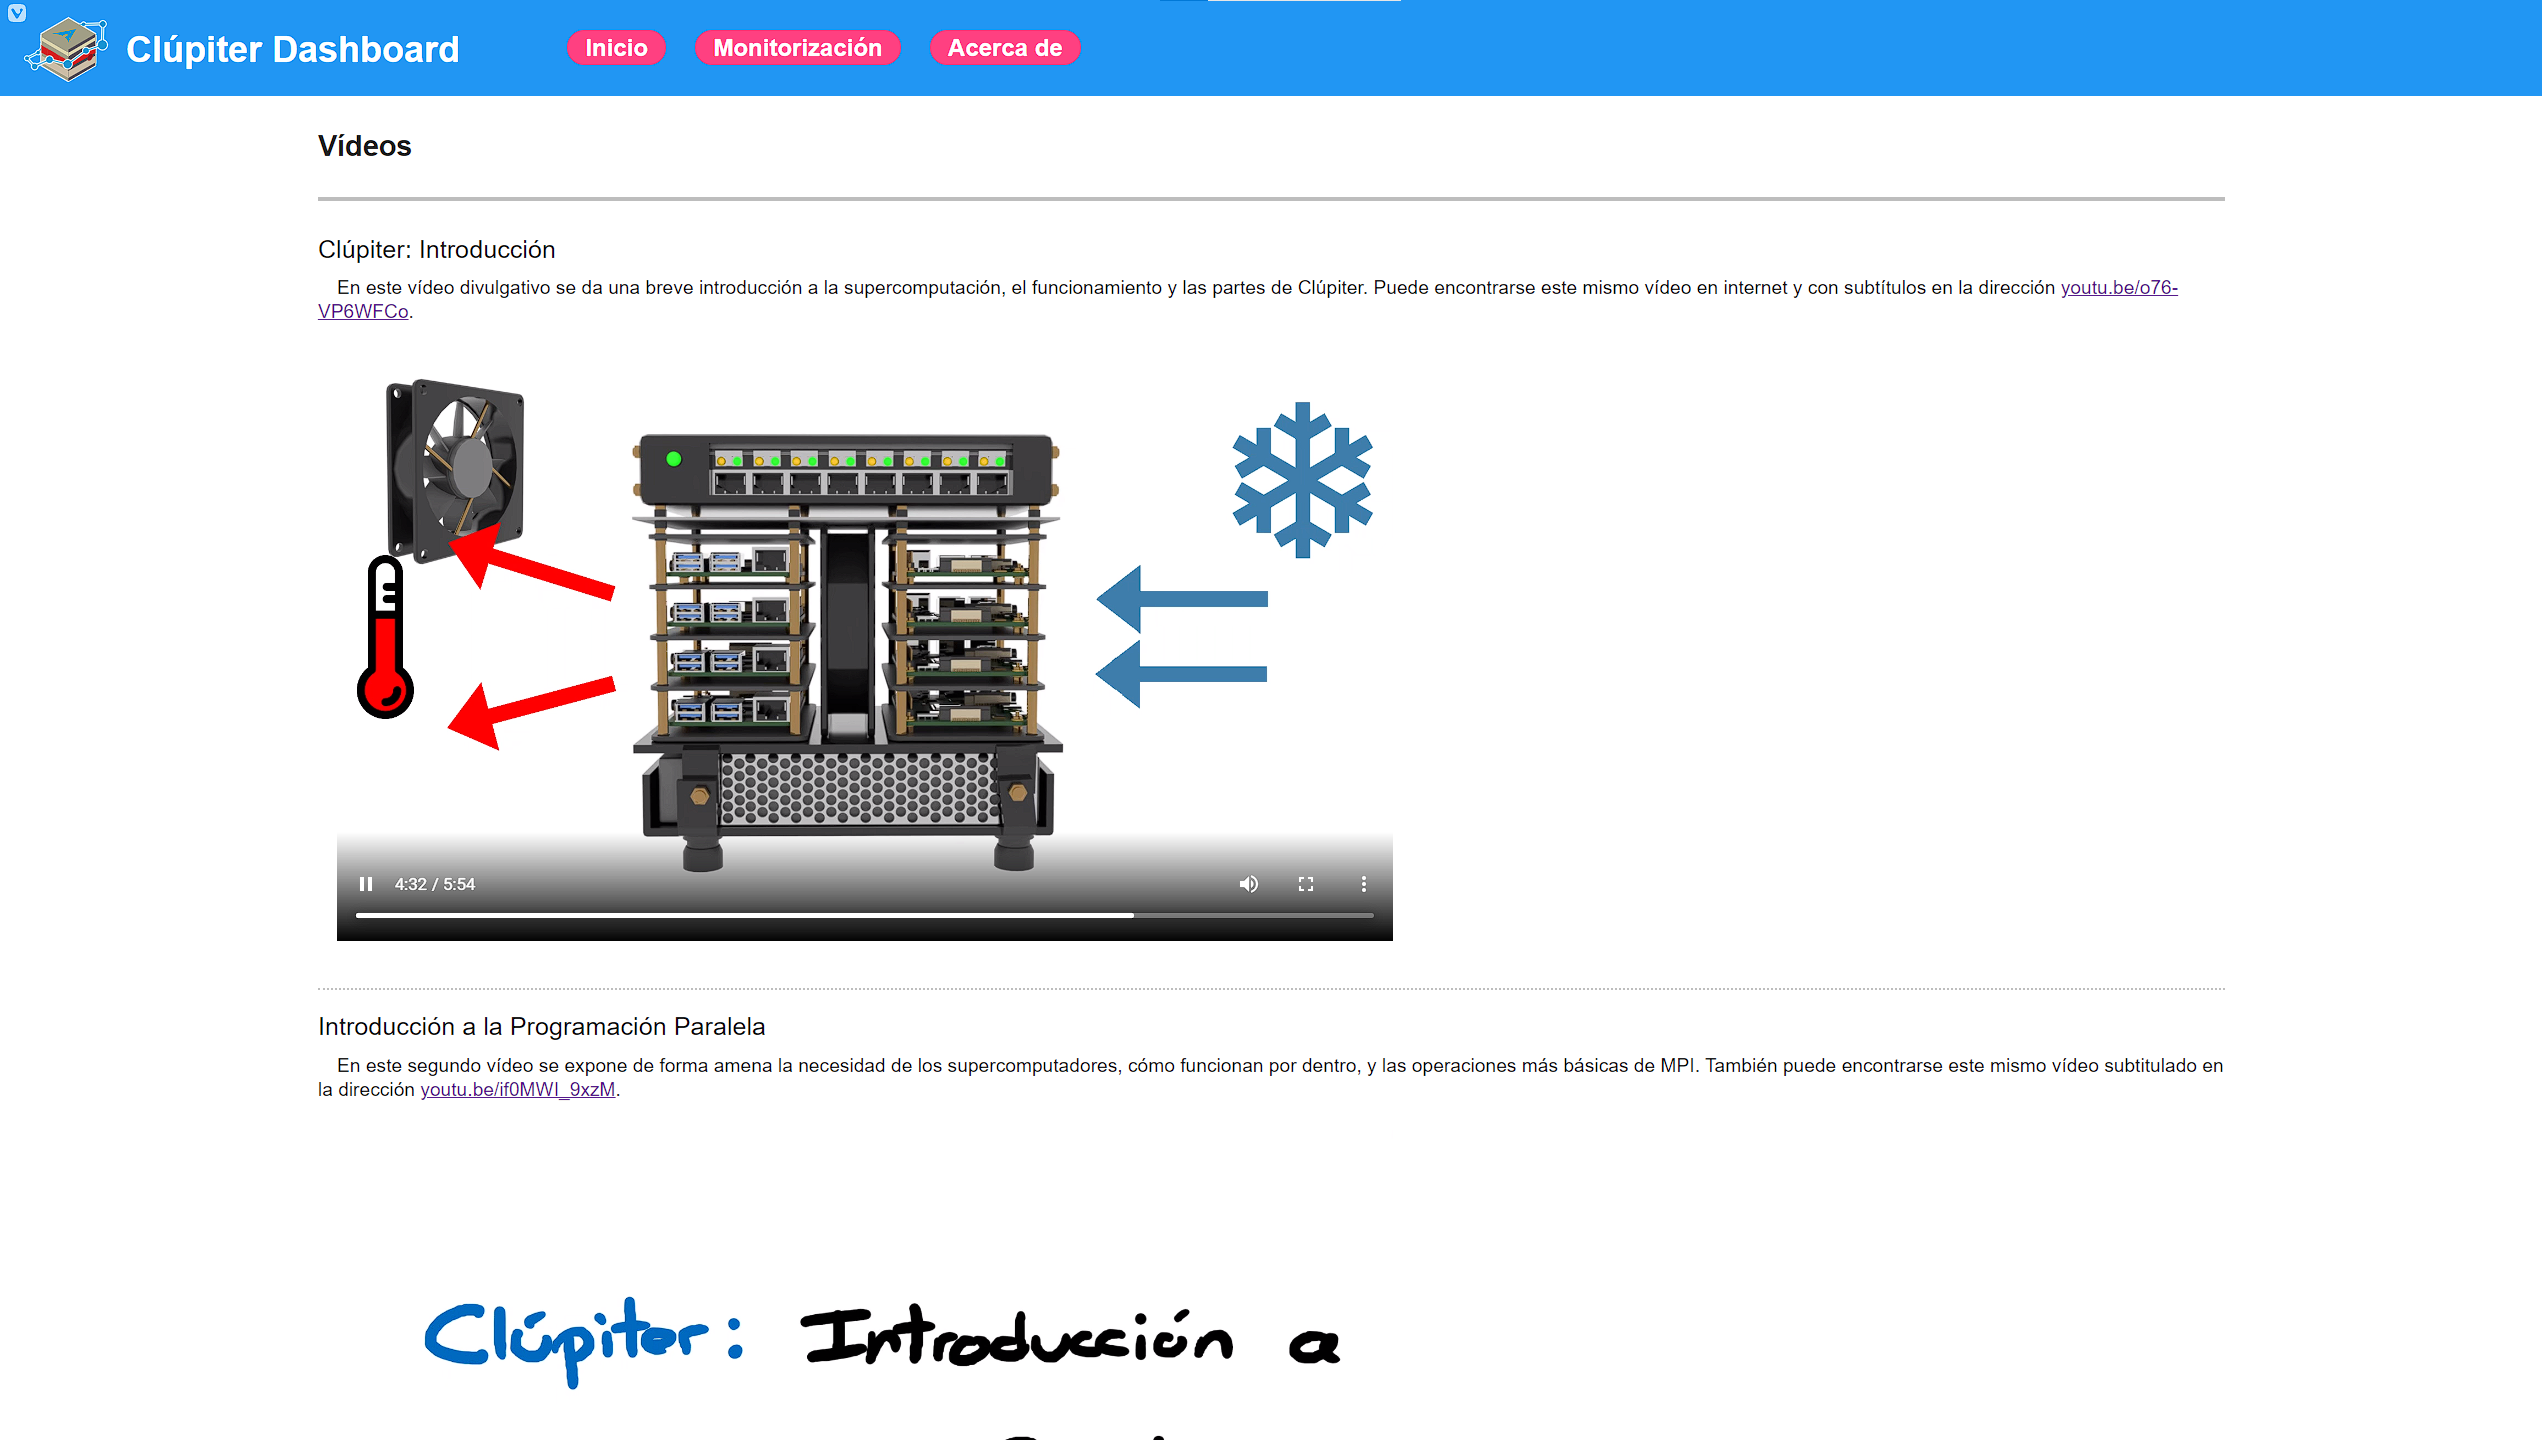 Clúpiter Dashboard
Inicio
Monitorización
Acerca de
Vídeos
Clúpiter: Introducción
En este vídeo divulgativo se da una breve introducción a la supercomputación, el funcionamiento y las partes de Clúpiter. Puede encontrarse este mismo vídeo en internet y con subtítulos en la dirección youtu.be/o76-
VP6WFCo.
4:32 / 5:54
Introducción a la Programación Paralela
En este segundo vídeo se expone de forma amena la necesidad de los supercomputadores, cómo funcionan por dentro, y las operaciones más básicas de MPI. También puede encontrarse este mismo vídeo subtitulado en
la dirección youtu.be/if0MWI_9xzM.
Clúpiter: Introducción a